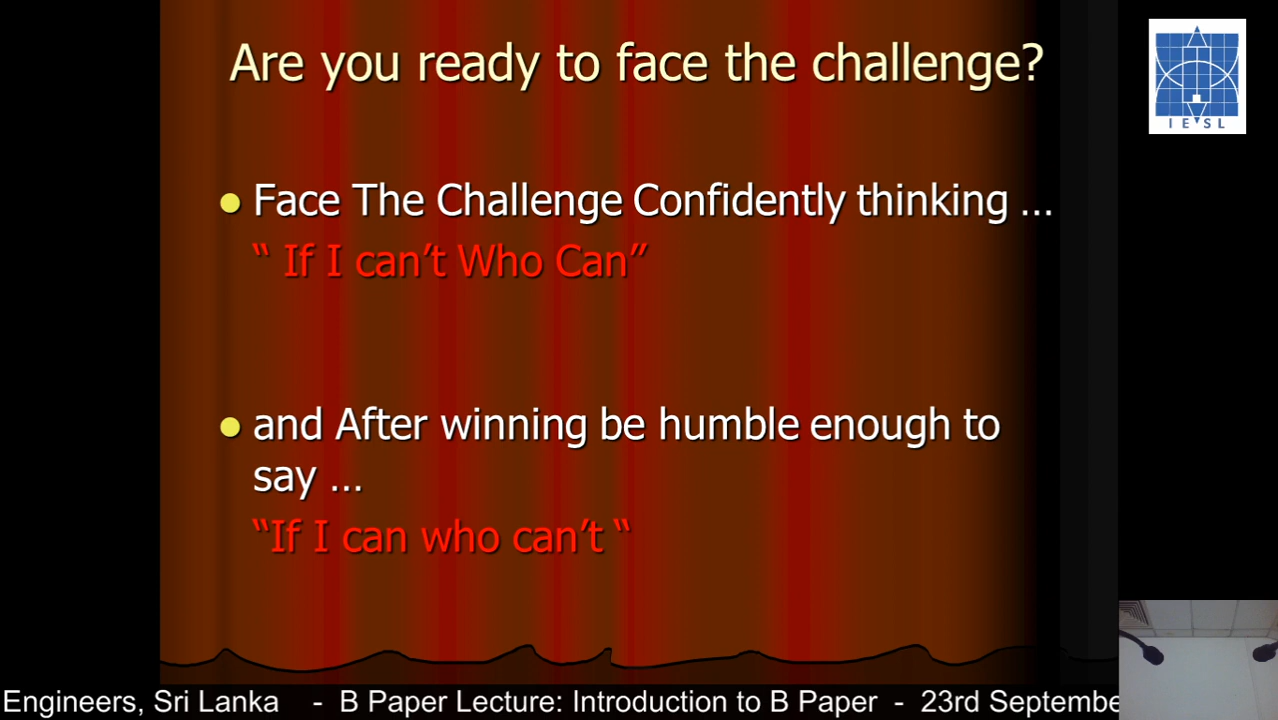 Are you ready to face the challenge?
IESL
Face The Challenge Confidently thinking ...
“ If I can’t Who Can”
and After winning be humble enough to
say ...
“If I can who can’t “
Engineers, Sri Lanka - B Paper Lecture: Introduction to B Paper - 23rd Septembe